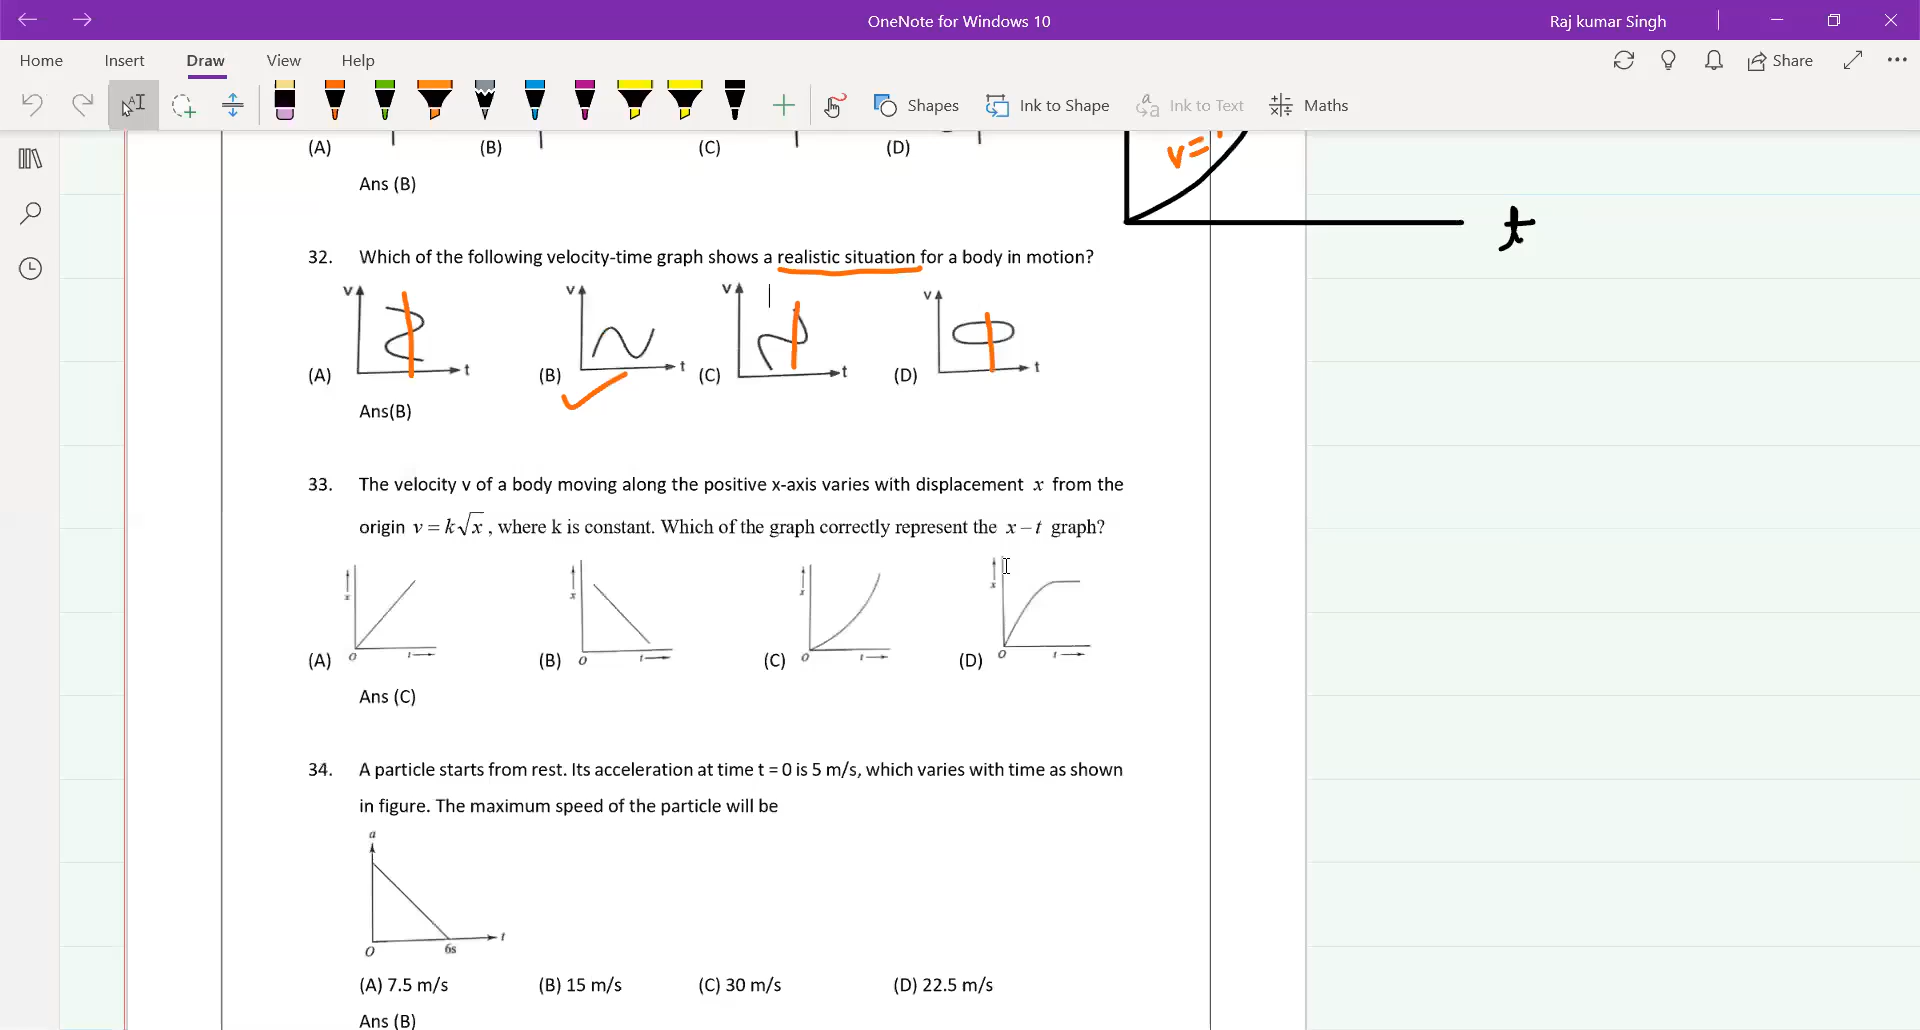 OneNote for Windows 10
Raj kumar Singh
Home Insert Draw View Help
Share
Shapes Ink to Shape Ink to Text Maths
(A) (B) (C) (D)
v=
Ans (B)
t
32. Which of the following velocity-time graph shows a realistic situation for a body in motion?
v v v v
t t t t
(A) (B) (C) (D)
Ans(B)
33. The velocity v of a body moving along the positive x-axis varies with displacement x from the
origin v = k√x , where k is constant. Which of the graph correctly represent the x – t graph?
x x x x
O t O t O t O t
(A) (B) (C) (D)
Ans (C)
34. A particle starts from rest. Its acceleration at time t = 0 is 5 m/s, which varies with time as shown
in figure. The maximum speed of the particle will be
a
t
O 6s
(A) 7.5 m/s (B) 15 m/s (C) 30 m/s (D) 22.5 m/s
Ans (B)